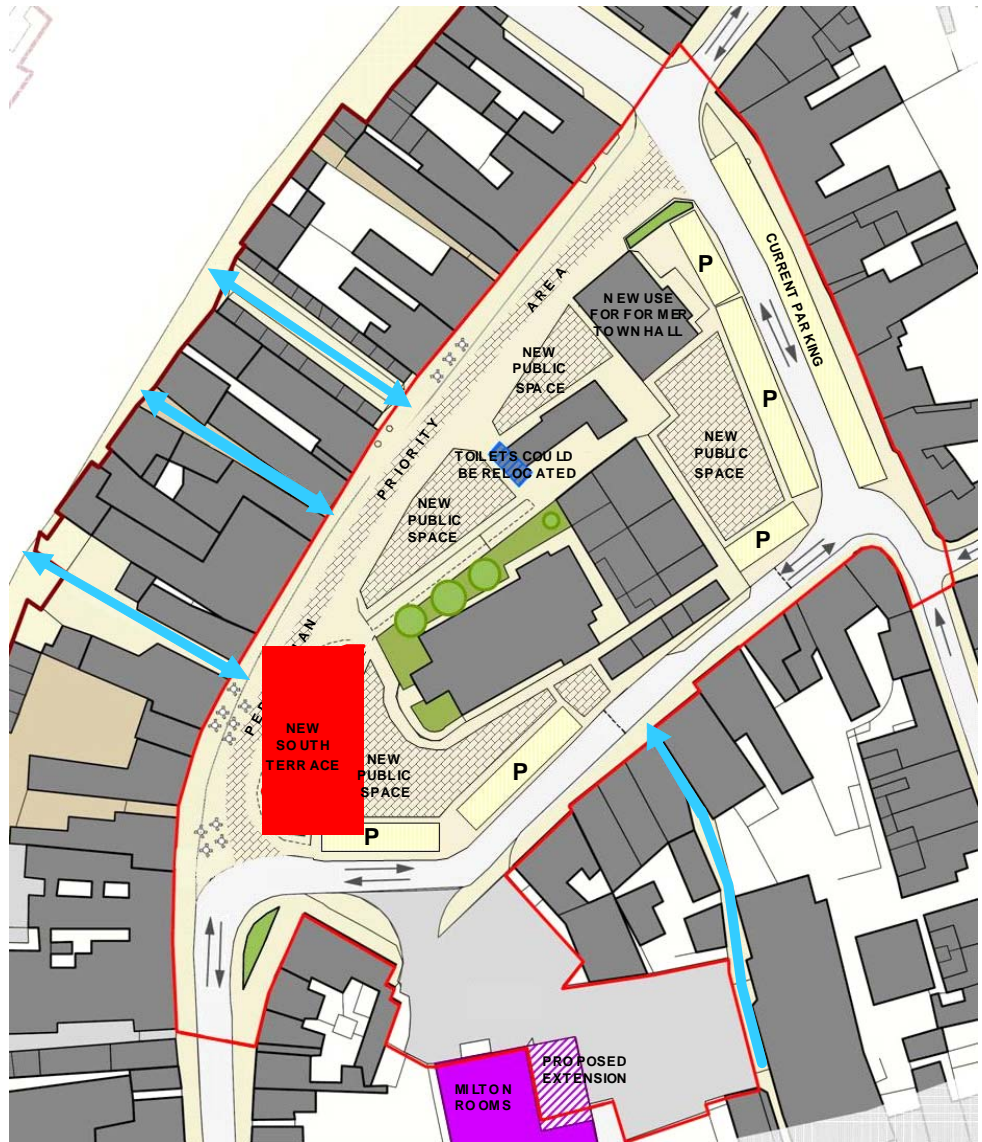 P
CURRENT PARKING
NEW USE
FOR FORMER
TOWN HALL
AREA
NEW
PUBLIC
SPACE
P
PRIORITY
NEW
PUBLIC
SPACE
TOILETS COULD
BE RELOCATED
NEW
PUBLIC
SPACE
P
NEW
SOUTH
TERRACE
NEW
PUBLIC
SPACE
P
P
PROPOSED
EXTENSION
MILTON
ROOMS